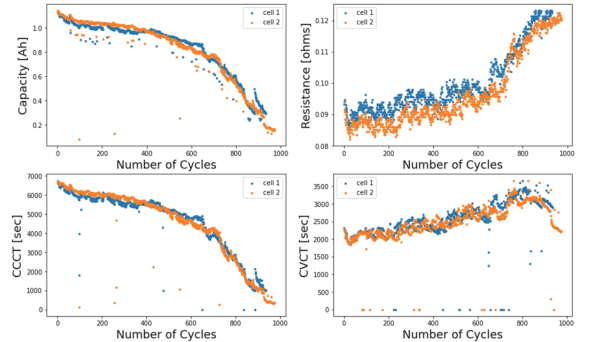 Capacity [Ah]
1.0
0.8
0.6
0.4
0.2
0 200 400 600 800 1000
Number of Cycles
cell 1
cell 2
Resistance [ohms]
0.12
0.11
0.10
0.09
0.08
0 200 400 600 800 1000
Number of Cycles
cell 1
cell 2
CCCT [sec]
7000
6000
5000
4000
3000
2000
1000
0
0 200 400 600 800 1000
Number of Cycles
cell 1
cell 2
CVCT [sec]
3500
3000
2500
2000
1500
1000
500
0
0 200 400 600 800 1000
Number of Cycles
cell 1
cell 2